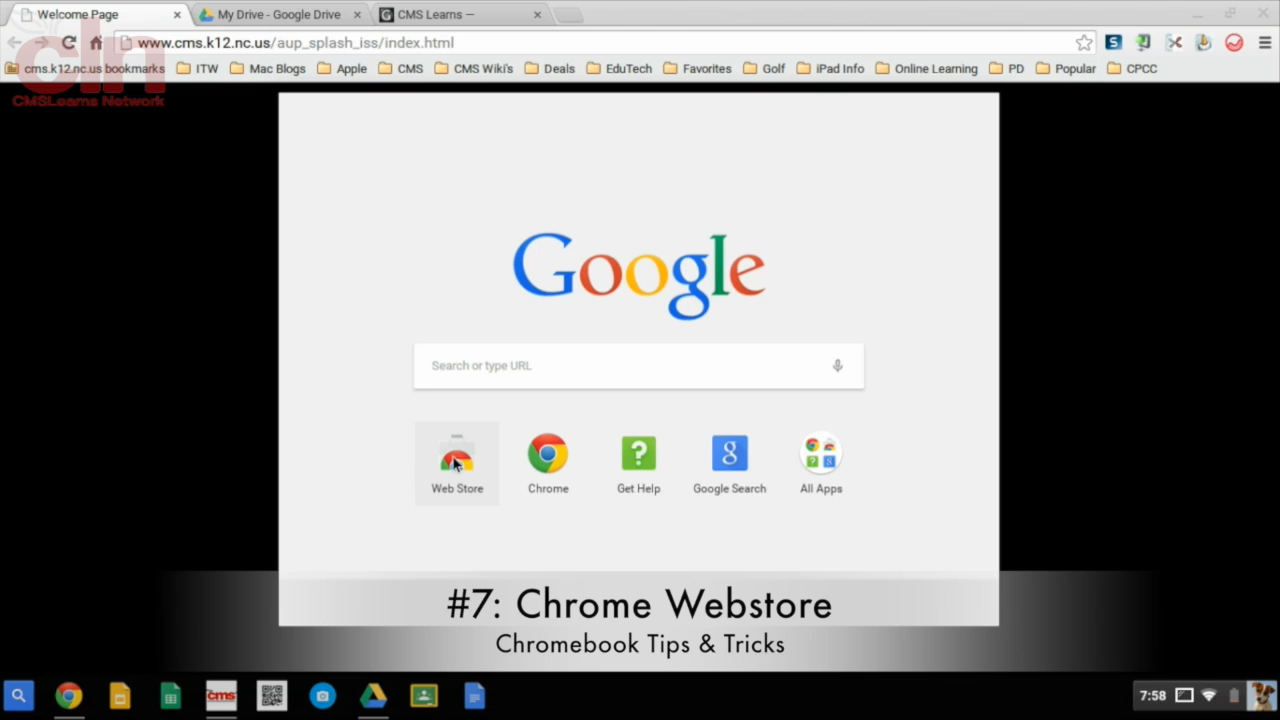 Welcome Page
My Drive - Google Drive
CMS Learns —
www.cms.k12.nc.us/aup_splash_iss/index.html
cms.k12.nc.us bookmarks
ITW
Mac Blogs
Apple
CMS
CMS Wiki's
Deals
EduTech
Favorites
Golf
iPad Info
Online Learning
PD
Popular
CPCC
cln
CMSLearns Network
Google
Search or type URL
Web Store
Chrome
Get Help
Google Search
All Apps
#7: Chrome Webstore
Chromebook Tips & Tricks
cms
7:58